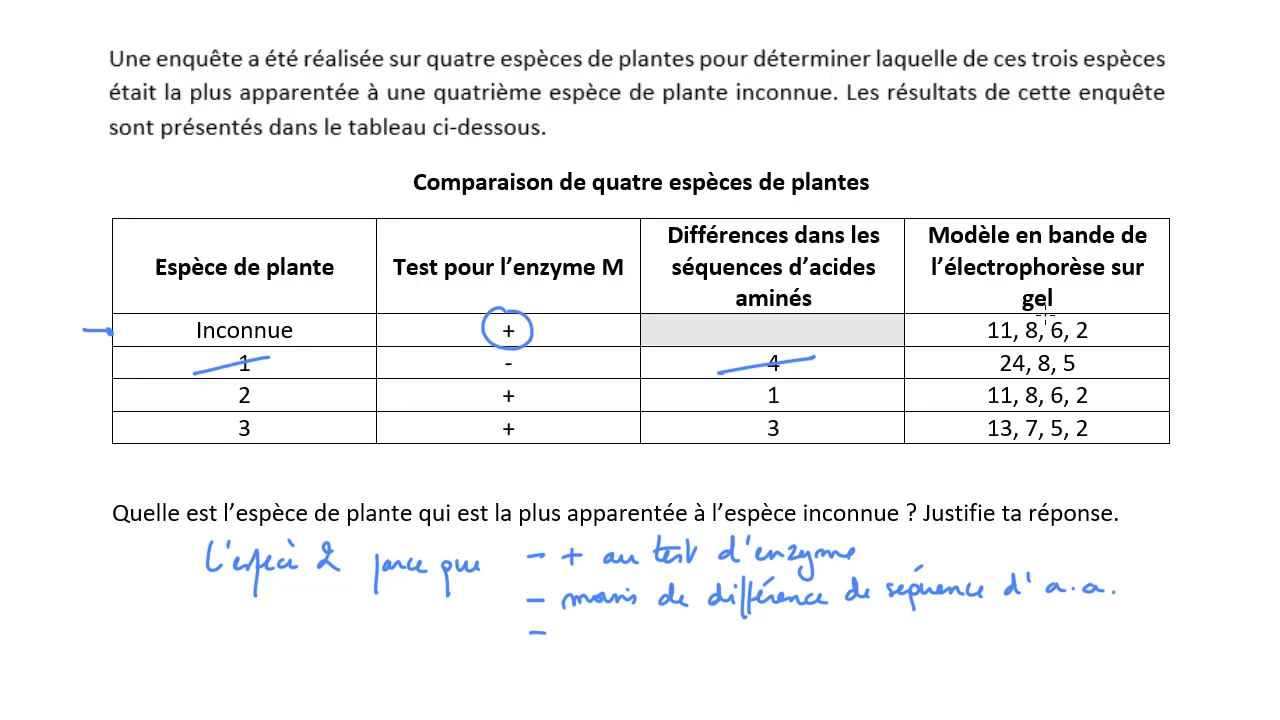 Une enquête a été réalisée sur quatre espèces de plantes pour déterminer laquelle de ces trois espèces
était la plus apparentée à une quatrième espèce de plante inconnue. Les résultats de cette enquête
sont présentés dans le tableau ci-dessous.
Comparaison de quatre espèces de plantes
Espèce de plante Test pour l'enzyme M Différences dans les séquences d'acides aminés Modèle en bande de l'électrophorèse sur gel
Inconnue + 11, 8, 6, 2
1 - 4 24, 8, 5
2 + 1 11, 8, 6, 2
3 + 3 13, 7, 5, 2
Quelle est l'espèce de plante qui est la plus apparentée à l'espèce inconnue ? Justifie ta réponse.
L'espèce 2 parce que - + au test d'enzyme
- moins de différence de séquence d'a.a.
-